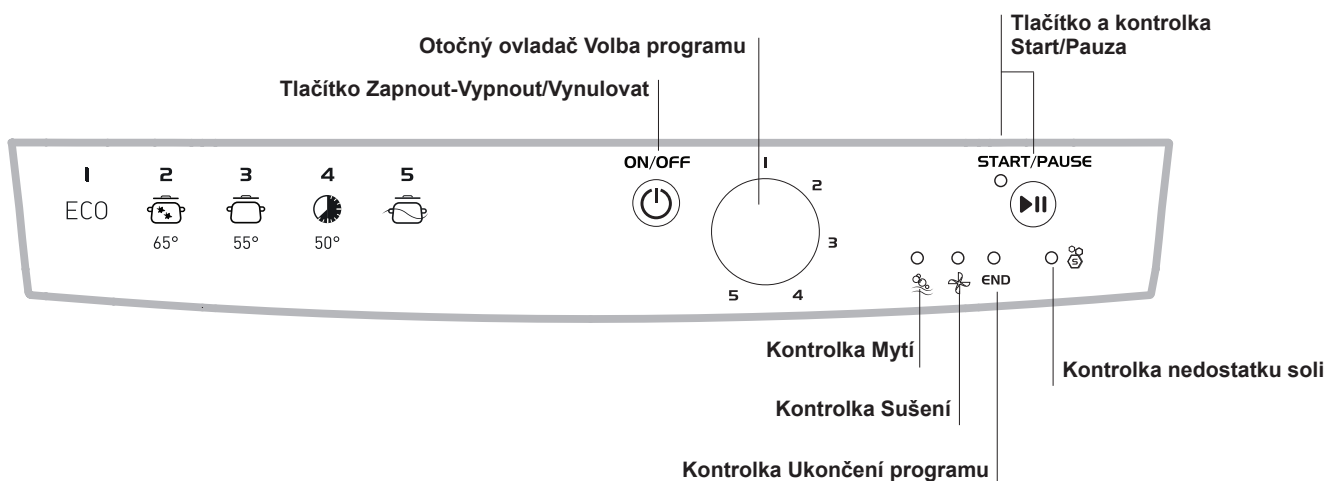 Tlačítko a kontrolka
Start/Pauza
Otočný ovladač Volba programu
Tlačítko Zapnout-Vypnout/Vynulovat
ON/OFF
START/PAUSE
1 2 3 4 5
ECO
65° 55° 50°
1
2
3
4
5
END
S
Kontrolka Mytí
Kontrolka nedostatku soli
Kontrolka Sušení
Kontrolka Ukončení programu